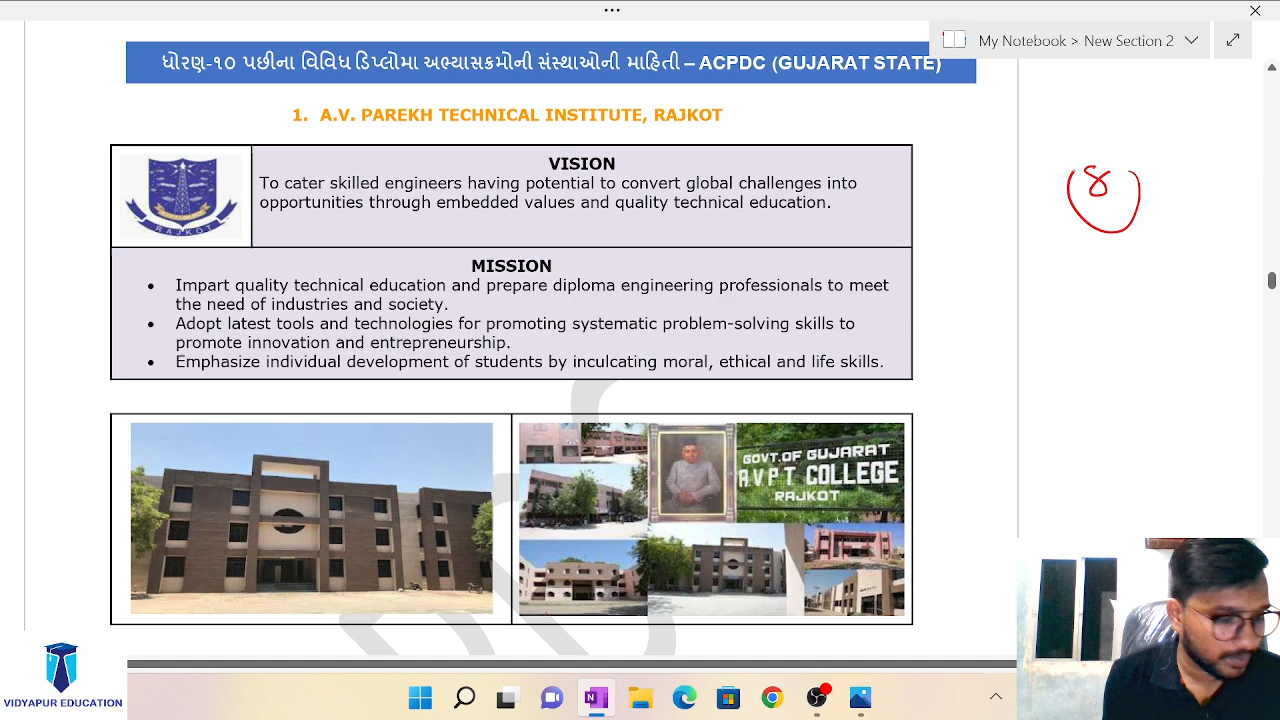 My Notebook > New Section 2
ધોરણ-૧૦ પછીના વિવિધ ડિપ્લોમા અભ્યાસક્રમોની સંસ્થાઓની માહિતી – ACPDC (GUJARAT STATE)
1. A.V. PAREKH TECHNICAL INSTITUTE, RAJKOT
8
RAJKOT
VISION
To cater skilled engineers having potential to convert global challenges into
opportunities through embedded values and quality technical education.
MISSION
• Impart quality technical education and prepare diploma engineering professionals to meet
the need of industries and society.
• Adopt latest tools and technologies for promoting systematic problem-solving skills to
promote innovation and entrepreneurship.
• Emphasize individual development of students by inculcating moral, ethical and life skills.
GOVT. OF GUJARAT
A.V.P.T COLLEGE
RAJKOT
VIDYAPUR EDUCATION